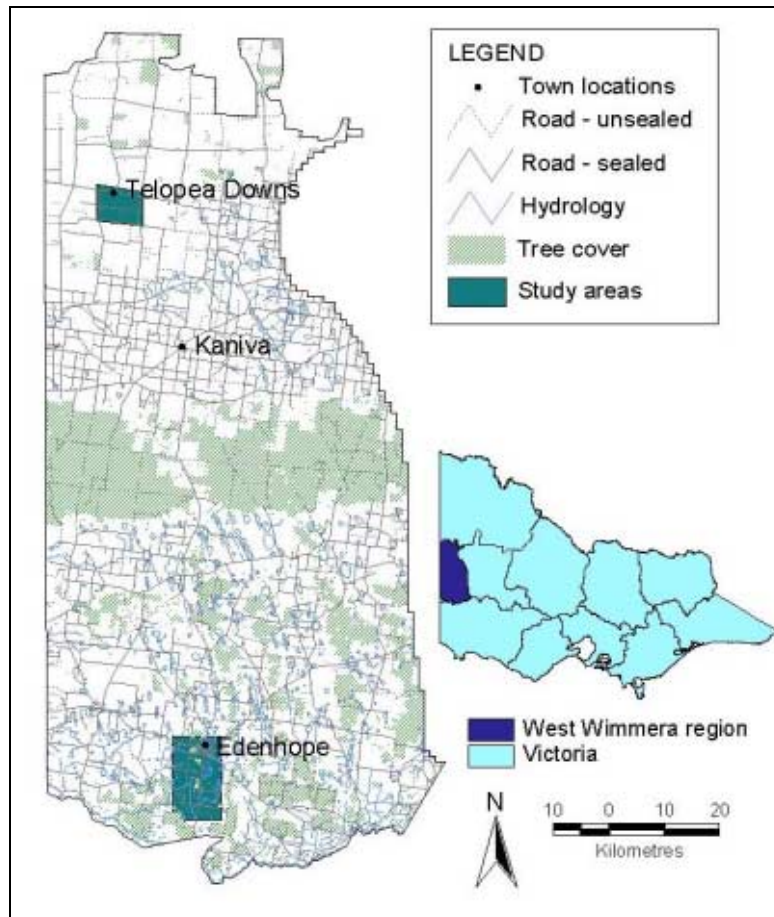 LEGEND
Town locations
Road - unsealed
Road - sealed
Hydrology
Tree cover
Study areas
Telopea Downs
Kaniva
Edenhope
West Wimmera region
Victoria
N
10 0 10 20
Kilometres